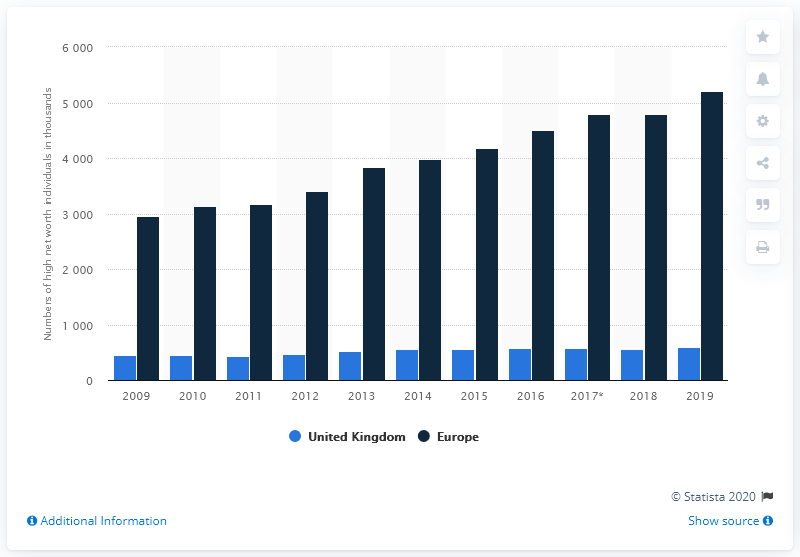 6 000
5 000
4 000
3 000
2 000
1 000
0
Numbers of high net worth individuals in thousands
2009 2010 2011 2012 2013 2014 2015 2016 2017* 2018 2019
United Kingdom Europe
© Statista 2020
Additional Information Show source